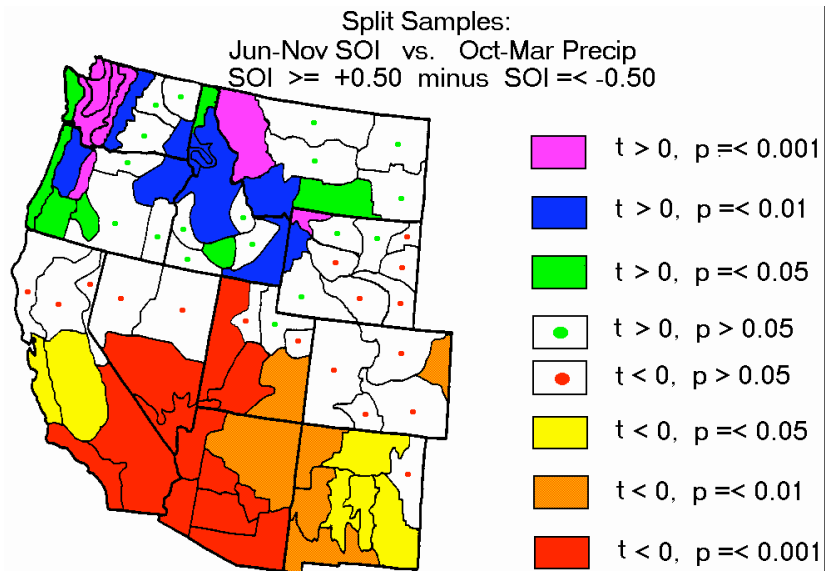 Split Samples:
Jun-Nov SOI vs. Oct-Mar Precip
SOI >= +0.50 minus SOI =< -0.50
t > 0, p =< 0.001
t > 0, p =< 0.01
t > 0, p =< 0.05
t > 0, p > 0.05
t < 0, p > 0.05
t < 0, p =< 0.05
t < 0, p =< 0.01
t < 0, p =< 0.001